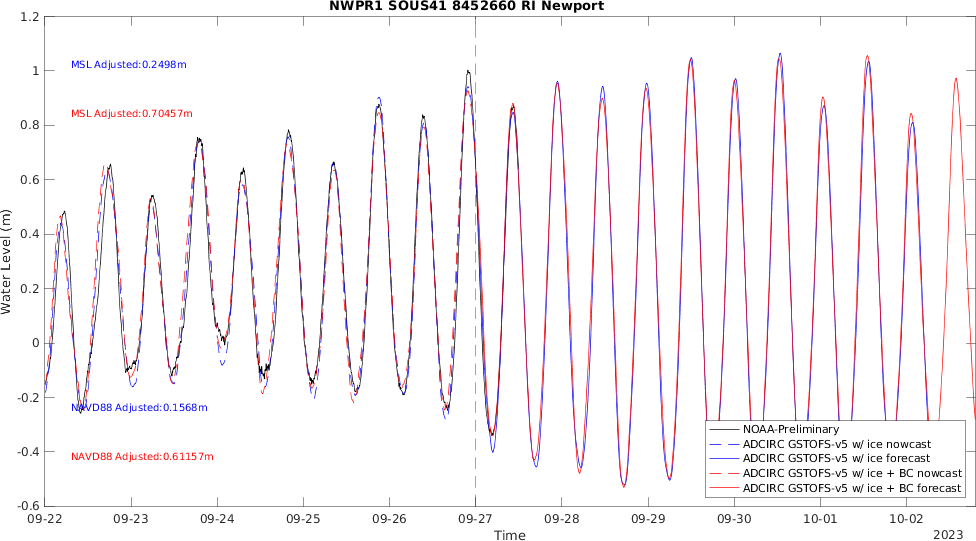 NWPR1 SOUS41 8452660 RI Newport
1.2
1
0.8
0.6
0.4
0.2
0
-0.2
-0.4
-0.6
Water Level (m)
MSL Adjusted:0.2498m
MSL Adjusted:0.70457m
NAVD88 Adjusted:0.1568m
NAVD88 Adjusted:0.61157m
NOAA-Preliminary
ADCIRC GSTOFS-v5 w/ ice nowcast
ADCIRC GSTOFS-v5 w/ ice forecast
ADCIRC GSTOFS-v5 w/ ice + BC nowcast
ADCIRC GSTOFS-v5 w/ ice + BC forecast
09-22 09-23 09-24 09-25 09-26 09-27 09-28 09-29 09-30 10-01 10-02
Time
2023